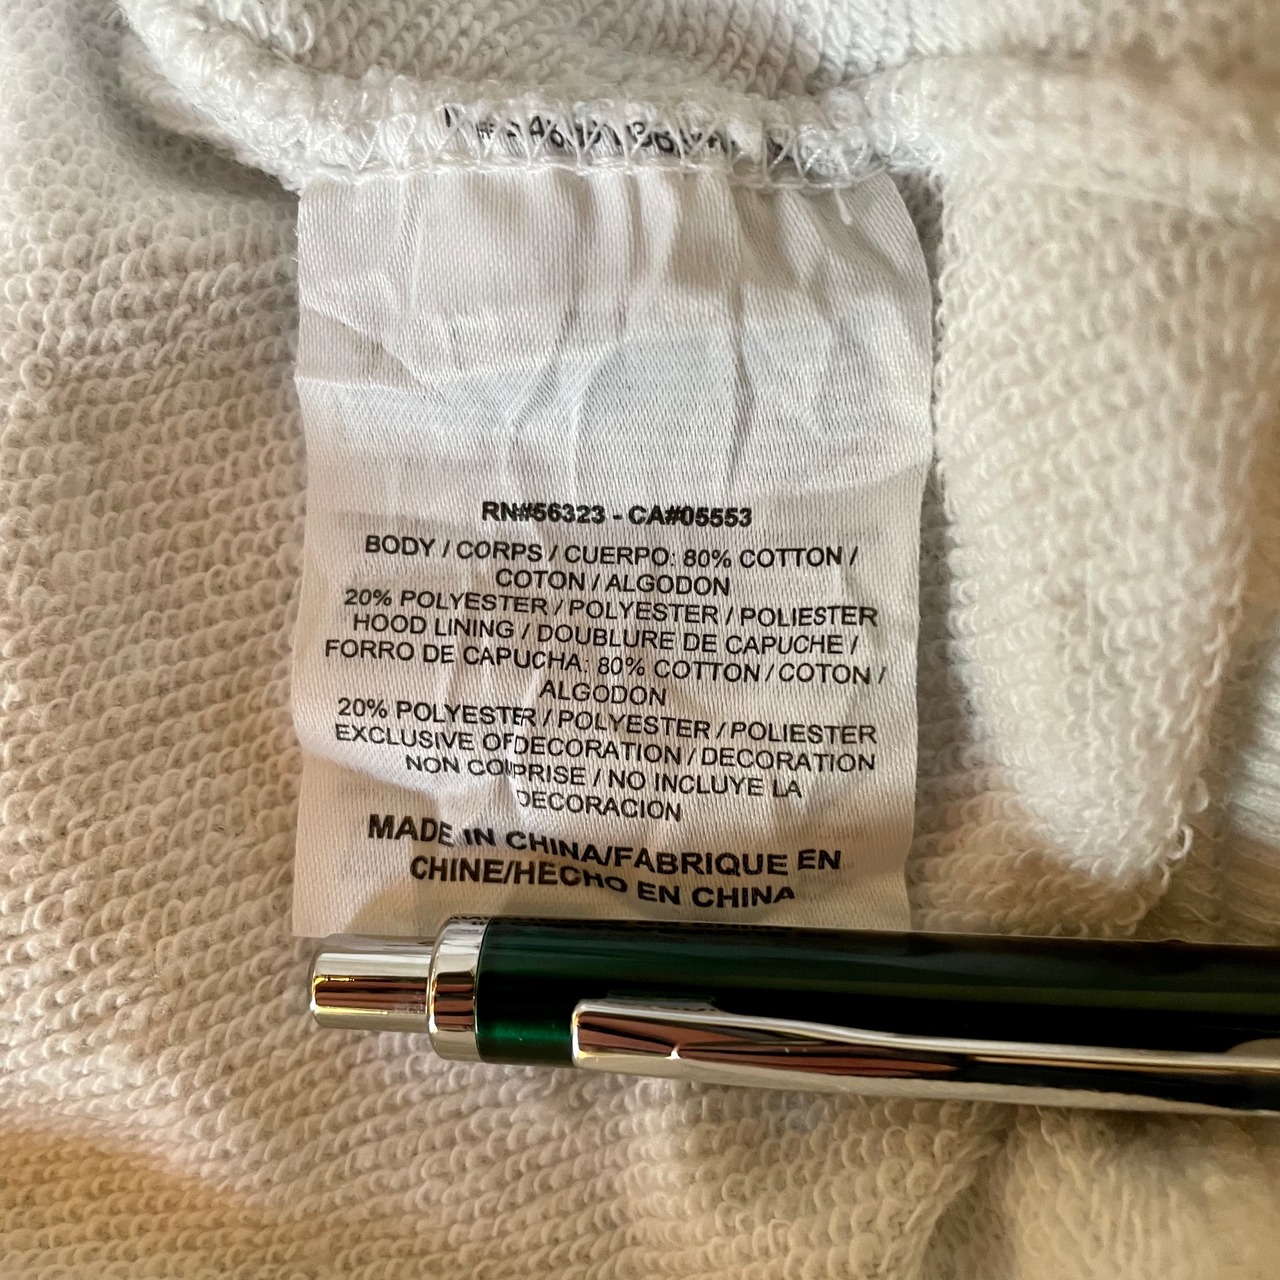 RN#56323 - CA#05553
BODY / CORPS / CUERPO: 80% COTTON /
COTON / ALGODON
20% POLYESTER / POLYESTER / POLIESTER
HOOD LINING / DOUBLURE DE CAPUCHE /
FORRO DE CAPUCHA: 80% COTTON / COTON /
ALGODON
20% POLYESTER / POLYESTER / POLIESTER
EXCLUSIVE OF DECORATION / DECORATION
NON COMPRISE / NO INCLUYE LA
DECORACION
MADE IN CHINA/FABRIQUE EN
CHINE/HECHO EN CHINA